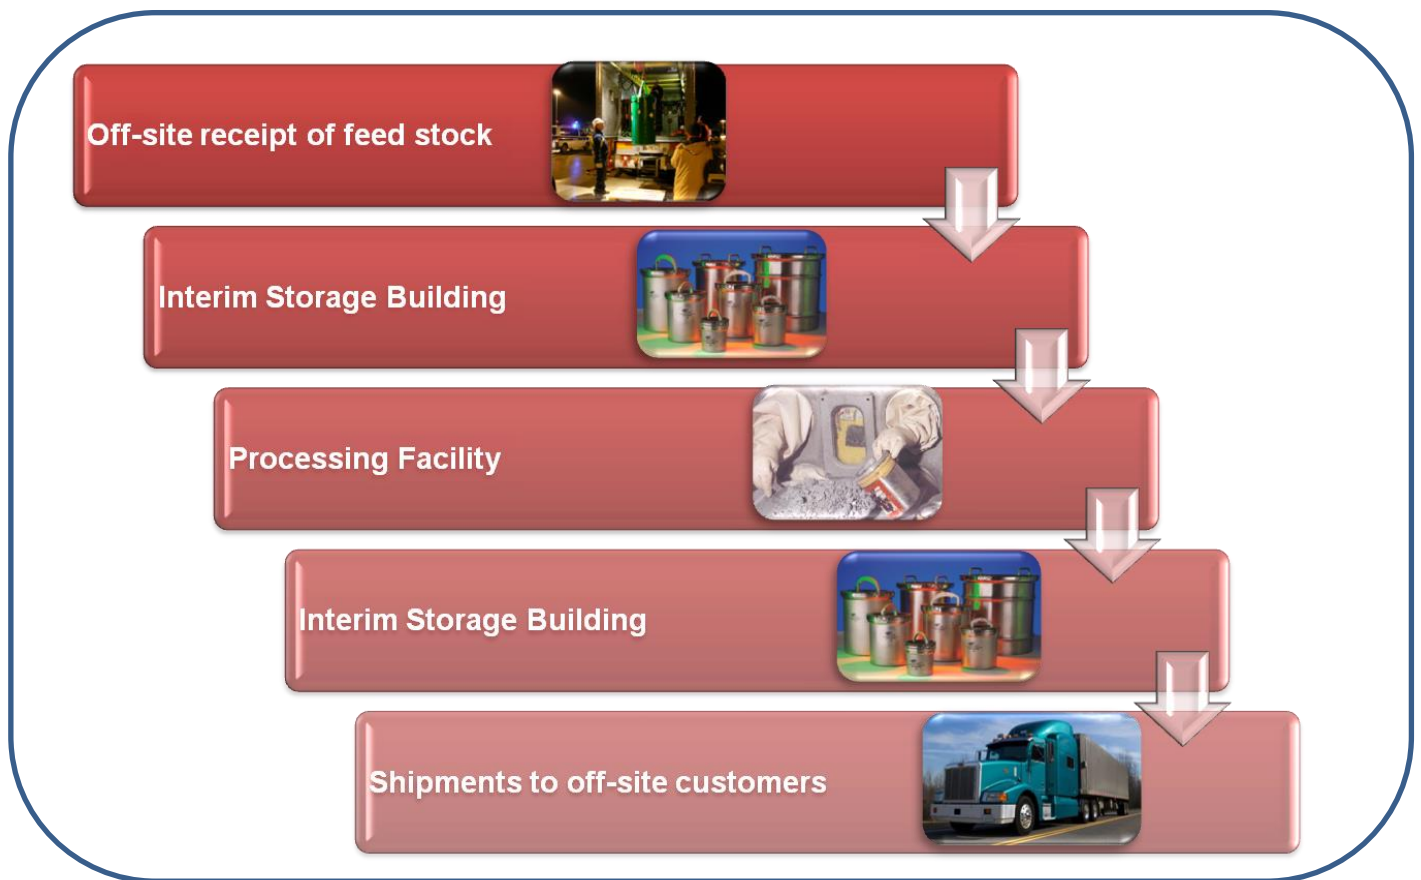 Off-site receipt of feed stock
Interim Storage Building
Processing Facility
Interim Storage Building
Shipments to off-site customers